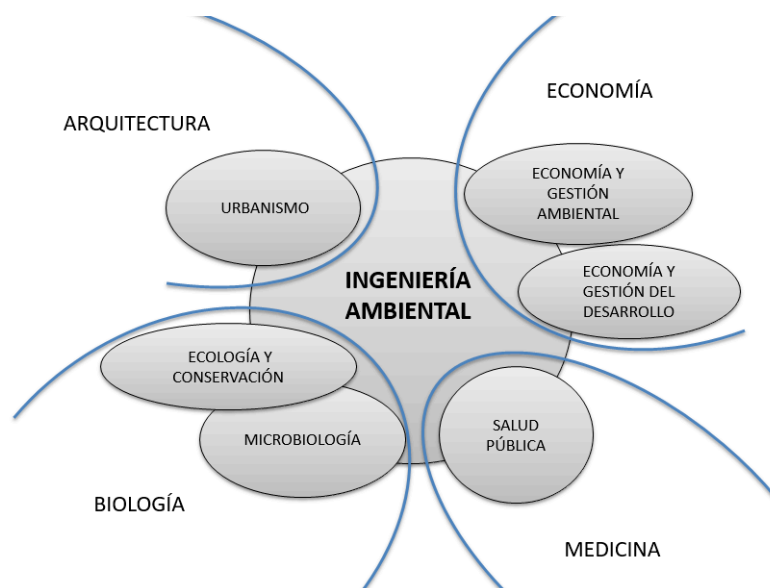 ARQUITECTURA
ECONOMÍA
URBANISMO
ECONOMÍA Y
GESTIÓN
AMBIENTAL
INGENIERÍA
AMBIENTAL
ECONOMÍA Y
GESTIÓN DEL
DESARROLLO
ECOLOGÍA Y
CONSERVACIÓN
MICROBIOLOGÍA
SALUD
PÚBLICA
BIOLOGÍA
MEDICINA